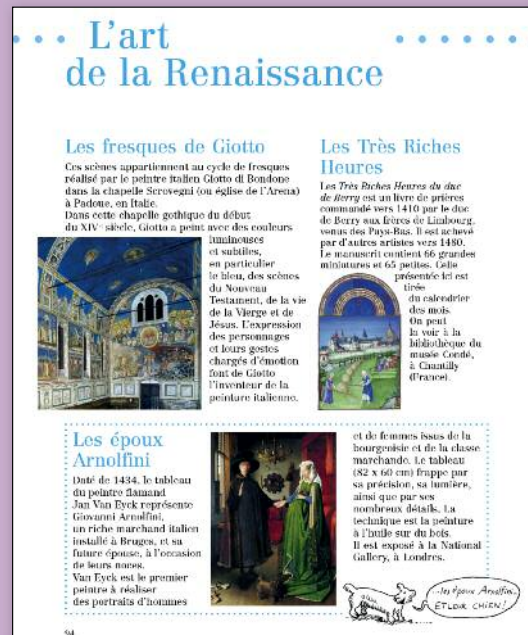 L'art
de la Renaissance
Les fresques de Giotto
Ces scènes appartiennent au cycle de fresques
réalisé par le peintre italien Giotto di Bondone
dans la chapelle Scrovegni (ou église de l'Arena)
à Padoue, en Italie.
Dans cette chapelle gothique du début
du XIVe siècle, Giotto a peint avec des couleurs
lumineuses
et subtiles,
en particulier
le bleu, des scènes
du Nouveau
Testament, de la vie
de la Vierge et de
Jésus. L'expression
des personnages
et leurs gestes
chargés d'émotion
font de Giotto
l'inventeur de la
peinture italienne.
Les Très Riches
Heures
Les Très Riches Heures du duc
de Berry est un livre de prières
commandé vers 1410 par le duc
de Berry aux frères de Limbourg,
venus des Pays-Bas. Il est achevé
par d'autres artistes vers 1480.
Le manuscrit contient 66 grandes
miniatures et 65 petites. Celle
présentée ici est
tirée
du calendrier
des mois.
On peut
la voir à la
bibliothèque du
musée Condé,
à Chantilly
(France).
Les époux
Arnolfini
Daté de 1434, le tableau
du peintre flamand
Jan Van Eyck représente
Giovanni Arnolfini,
un riche marchand italien
installé à Bruges, et sa
future épouse, à l'occasion
de leurs noces.
Van Eyck est le premier
peintre à réaliser
des portraits d'hommes
et de femmes issus de la
bourgeoisie et de la classe
marchande. Le tableau
(82 x 60 cm) frappe par
sa précision, sa lumière,
ainsi que par ses
nombreux détails. La
technique est la peinture
à l'huile sur du bois.
Il est exposé à la National
Gallery, à Londres.
...les époux Arnolfini...
ET LEUR CHIEN!
94